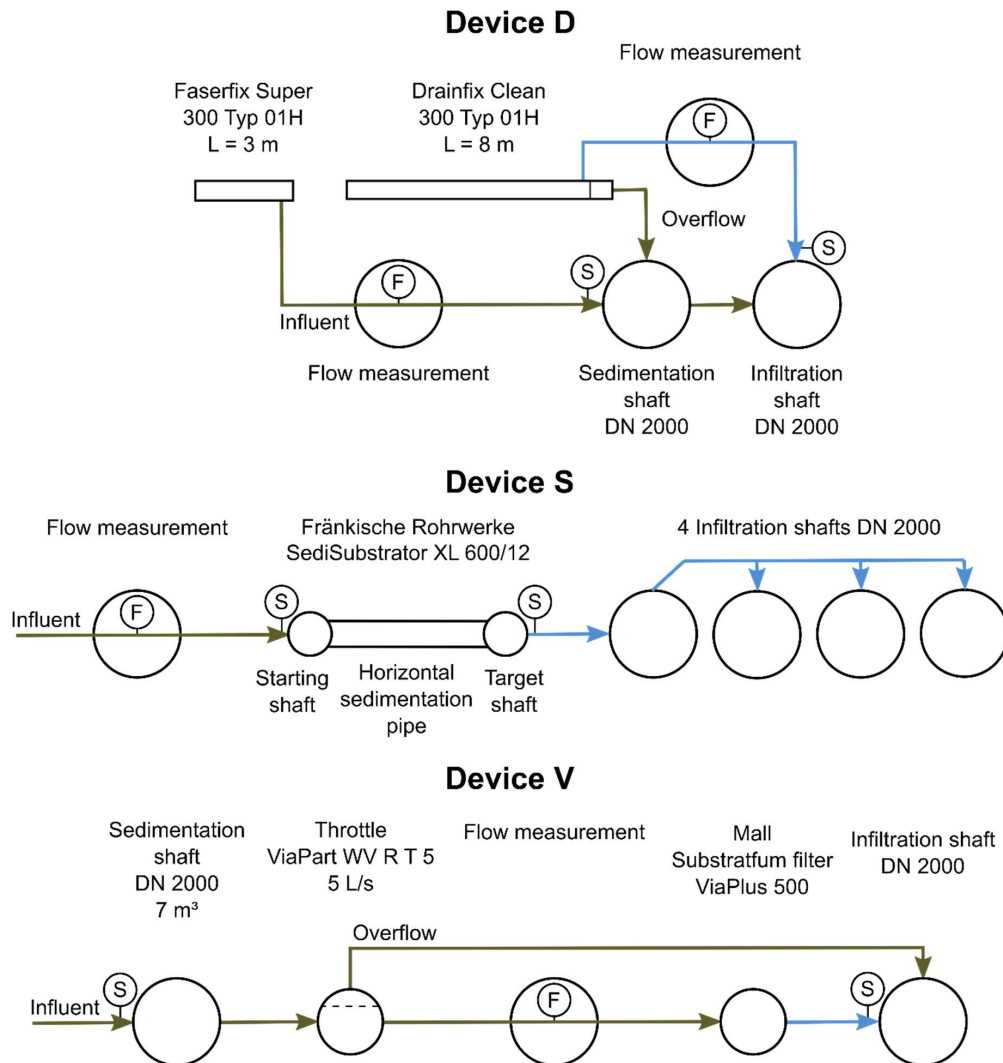 Device D
Flow measurement
Faserfix Super
300 Typ 01H
L = 3 m
Drainfix Clean
300 Typ 01H
L = 8 m
F
Overflow
S
S
F
Influent
Flow measurement
Sedimentation
shaft
DN 2000
Infiltration
shaft
DN 2000
Device S
Flow measurement
Fränkische Rohrwerke
SediSubstrator XL 600/12
4 Infiltration shafts DN 2000
Influent
F
S
S
Starting
shaft
Horizontal
sedimentation
pipe
Target
shaft
Device V
Sedimentation
shaft
DN 2000
7 m³
Throttle
ViaPart WV R T 5
5 L/s
Flow measurement
Mall
Substratfum filter
ViaPlus 500
Infiltration shaft
DN 2000
Overflow
Influent
S
F
S